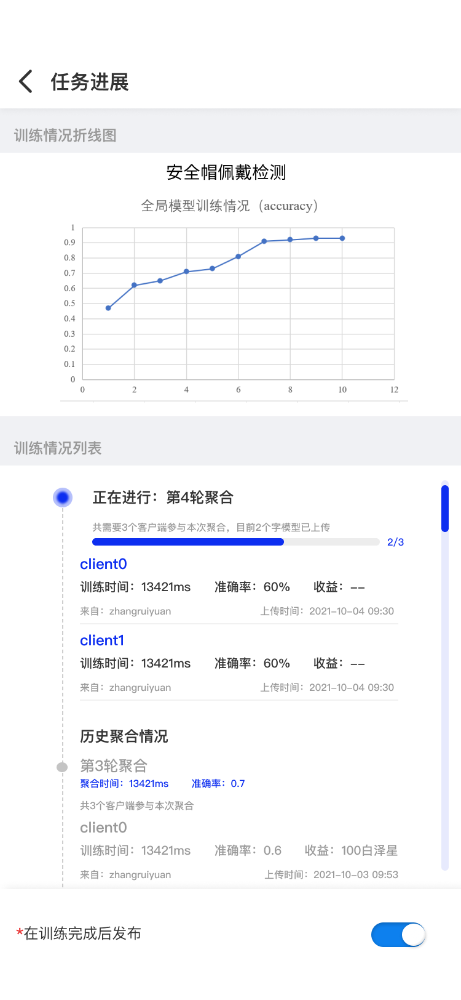 任务进展
训练情况折线图
安全帽佩戴检测
全局模型训练情况（accuracy）
1
0.9
0.8
0.7
0.6
0.5
0.4
0.3
0.2
0.1
0
0 2 4 6 8 10 12
训练情况列表
正在进行：第4轮聚合
共需要3个客户端参与本次聚合，目前2个字模型已上传
2/3
client0
训练时间：13421ms 准确率：60% 收益：--
来自：zhangruiyuan 上传时间：2021-10-04 09:30
client1
训练时间：13421ms 准确率：60% 收益：--
来自：zhangruiyuan 上传时间：2021-10-04 09:30
历史聚合情况
第3轮聚合
聚合时间：13421ms 准确率：0.7
共3个客户端参与本次聚合
client0
训练时间：13421ms 准确率：0.6 收益：100白泽星
来自：zhangruiyuan 上传时间：2021-10-03 09:53
*在训练完成后发布